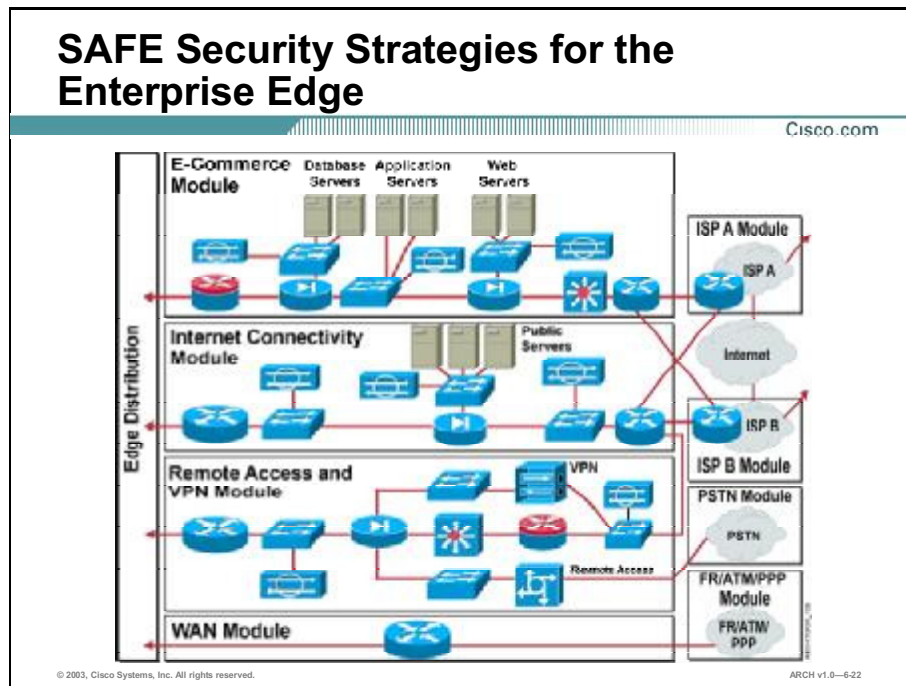 SAFE Security Strategies for the
Enterprise Edge
Cisco.com
E-Commerce
Module
Database
Servers
Application
Servers
Web
Servers
ISP A Module
ISP A
Edge Distribution
Internet Connectivity
Module
Public
Servers
Internet
ISP B
ISP B Module
Remote Access and
VPN Module
VPN
Remote Access
PSTN Module
PSTN
WAN Module
FR/ATM/PPP
Module
FR/ATM/
PPP
© 2003, Cisco Systems, Inc. All rights reserved.
ARCH v1.0—6-22